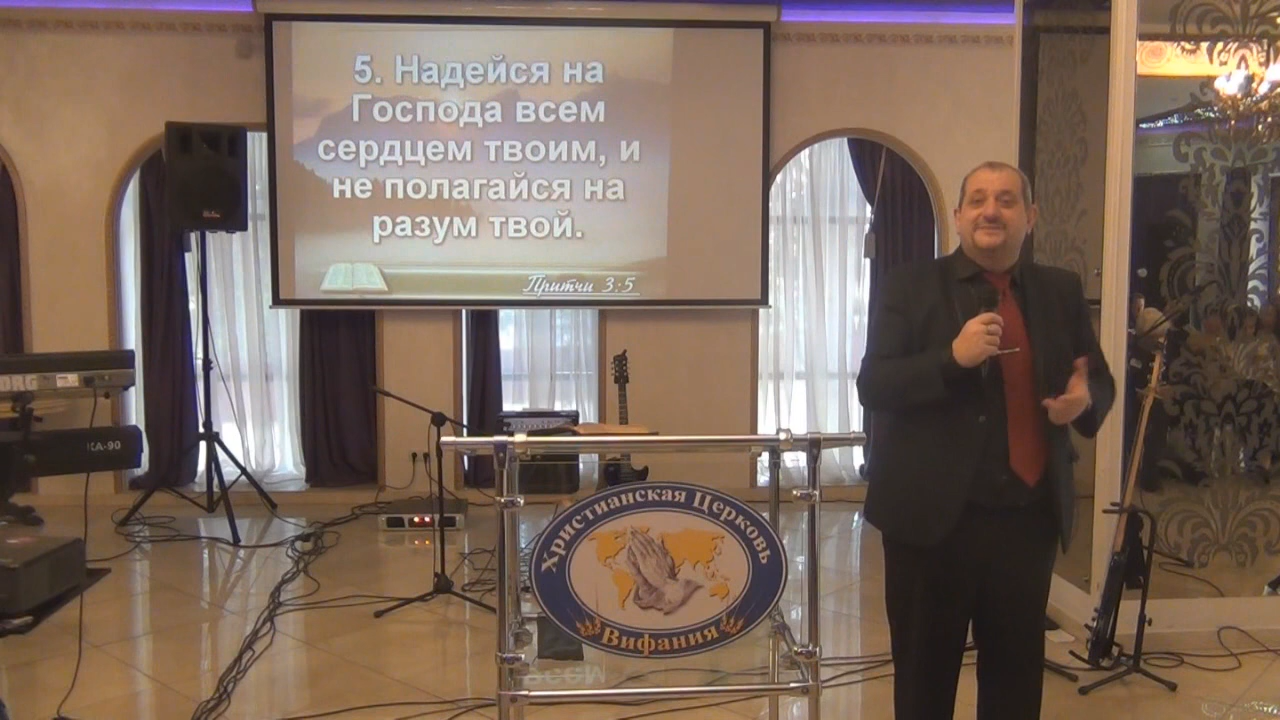 5. Надейся на
Господа всем
сердцем твоим, и
не полагайся на
разум твой.
Притчи 3:5
KORG
KA-90
Христианская Церковь
Вифания